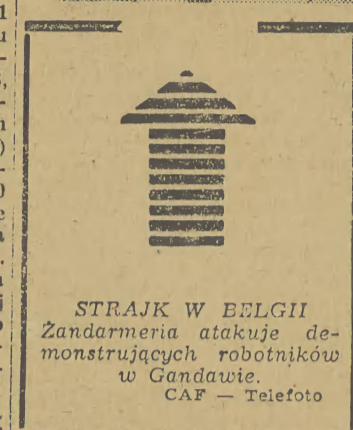 STRAJK W BELGII
Żandarmeria atakuje de-
monstrujących robotników
w Gandawie.
CAF — Telefoto